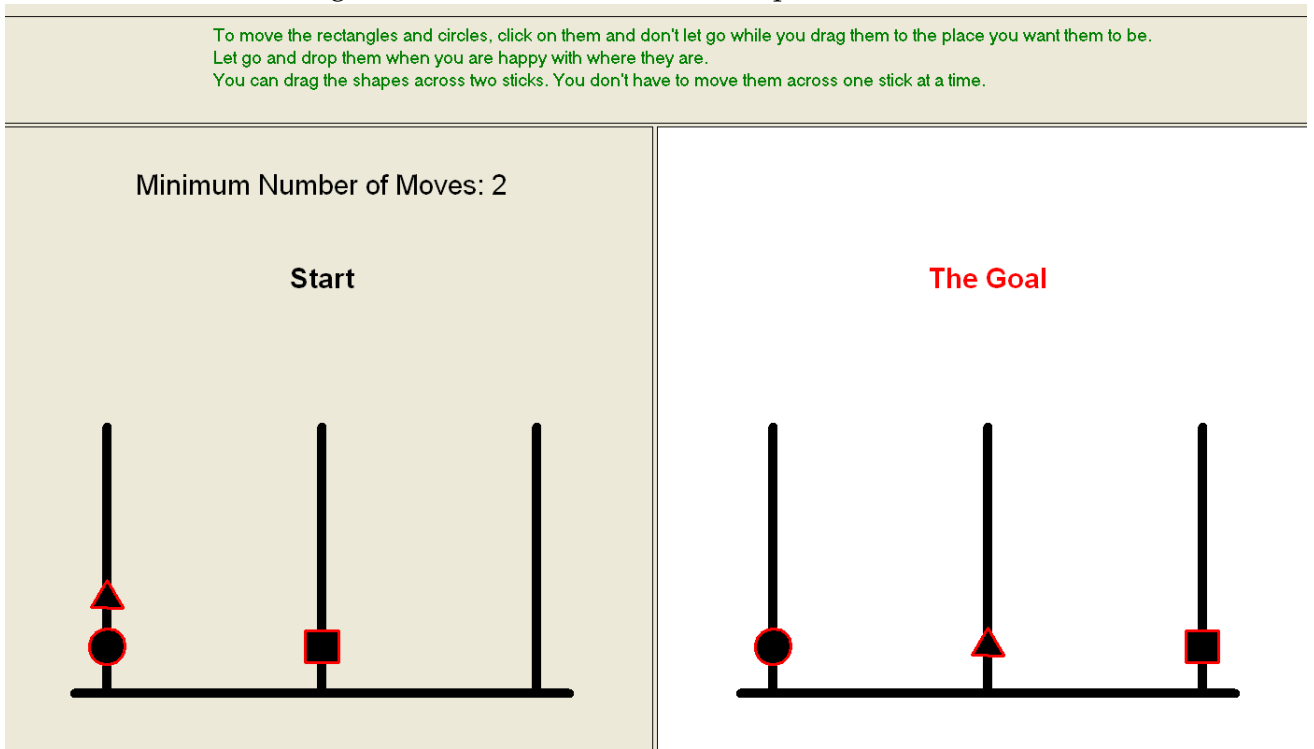 To move the rectangles and circles, click on them and don't let go while you drag them to the place you want them to be.
Let go and drop them when you are happy with where they are.
You can drag the shapes across two sticks. You don't have to move them across one stick at a time.
Minimum Number of Moves: 2
Start
The Goal